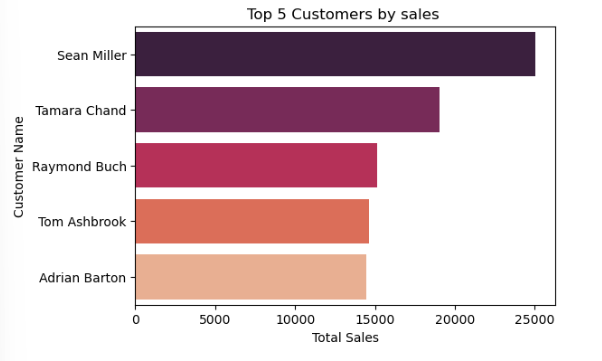 Top 5 Customers by sales
Customer Name
Sean Miller
Tamara Chand
Raymond Buch
Tom Ashbrook
Adrian Barton
0 5000 10000 15000 20000 25000
Total Sales